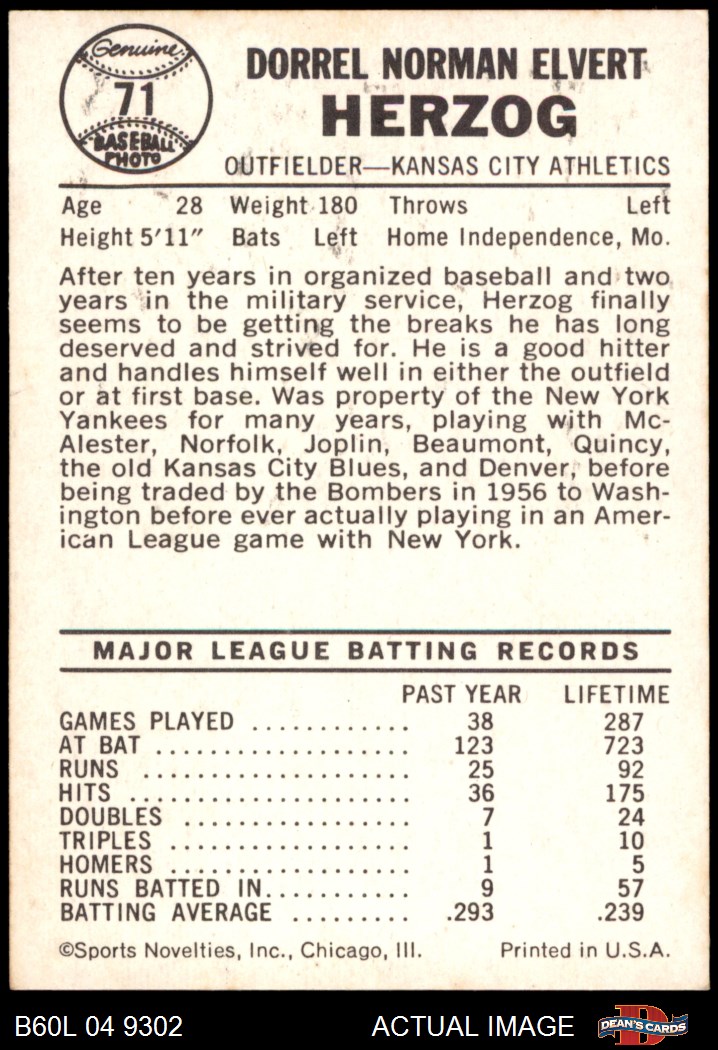 Genuine
71
BASEBALL
PHOTO
DORREL NORMAN ELVERT
HERZOG
OUTFIELDER—KANSAS CITY ATHLETICS
Age 28 Weight 180 Throws Left
Height 5'11" Bats Left Home Independence, Mo.
After ten years in organized baseball and two
years in the military service, Herzog finally
seems to be getting the breaks he has long
deserved and strived for. He is a good hitter
and handles himself well in either the outfield
or at first base. Was property of the New York
Yankees for many years, playing with Mc-
Alester, Norfolk, Joplin, Beaumont, Quincy,
the old Kansas City Blues, and Denver, before
being traded by the Bombers in 1956 to Wash-
ington before ever actually playing in an Amer-
ican League game with New York.
MAJOR LEAGUE BATTING RECORDS
PAST YEAR LIFETIME
GAMES PLAYED ........... 38 287
AT BAT .................... 123 723
RUNS ..................... 25 92
HITS ...................... 36 175
DOUBLES ................. 7 24
TRIPLES .................. 1 10
HOMERS .................. 1 5
RUNS BATTED IN........... 9 57
BATTING AVERAGE ......... .293 .239
©Sports Novelties, Inc., Chicago, Ill. Printed in U.S.A.
B60L 04 9302 ACTUAL IMAGE DEAN'S CARDS